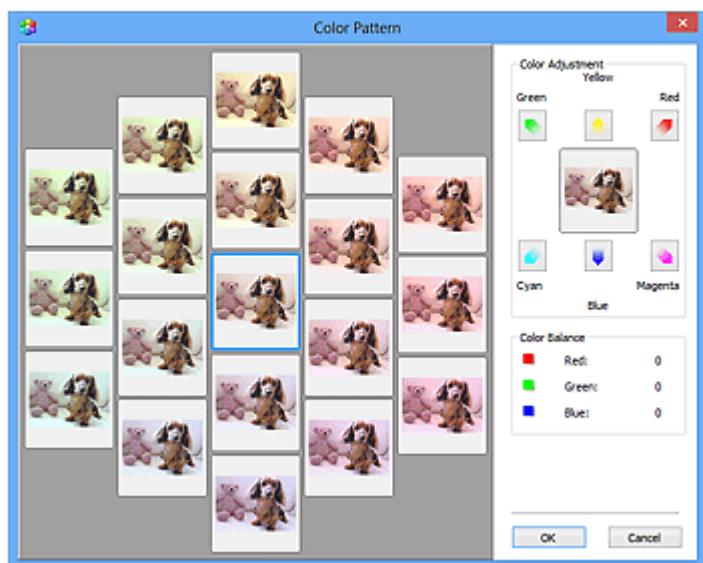 Color Pattern
Color Adjustment
Yellow
Green
Red
Cyan
Magenta
Blue
Color Balance
Red: 0
Green: 0
Blue: 0
OK
Cancel